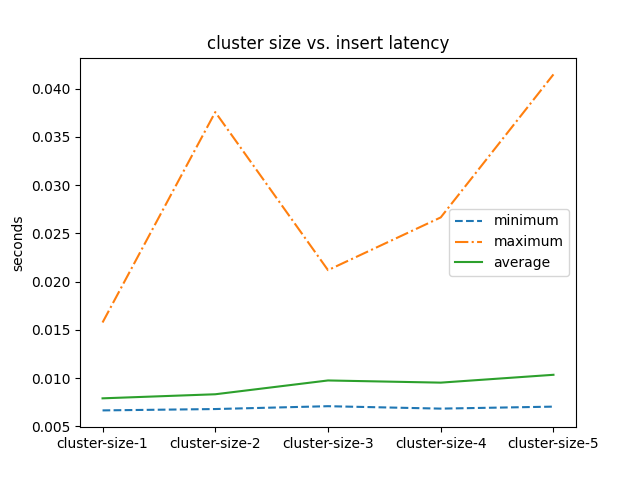 cluster size vs. insert latency
0.040
0.035
0.030
0.025
0.020
0.015
0.010
0.005
seconds
minimum
maximum
average
cluster-size-1 cluster-size-2 cluster-size-3 cluster-size-4 cluster-size-5